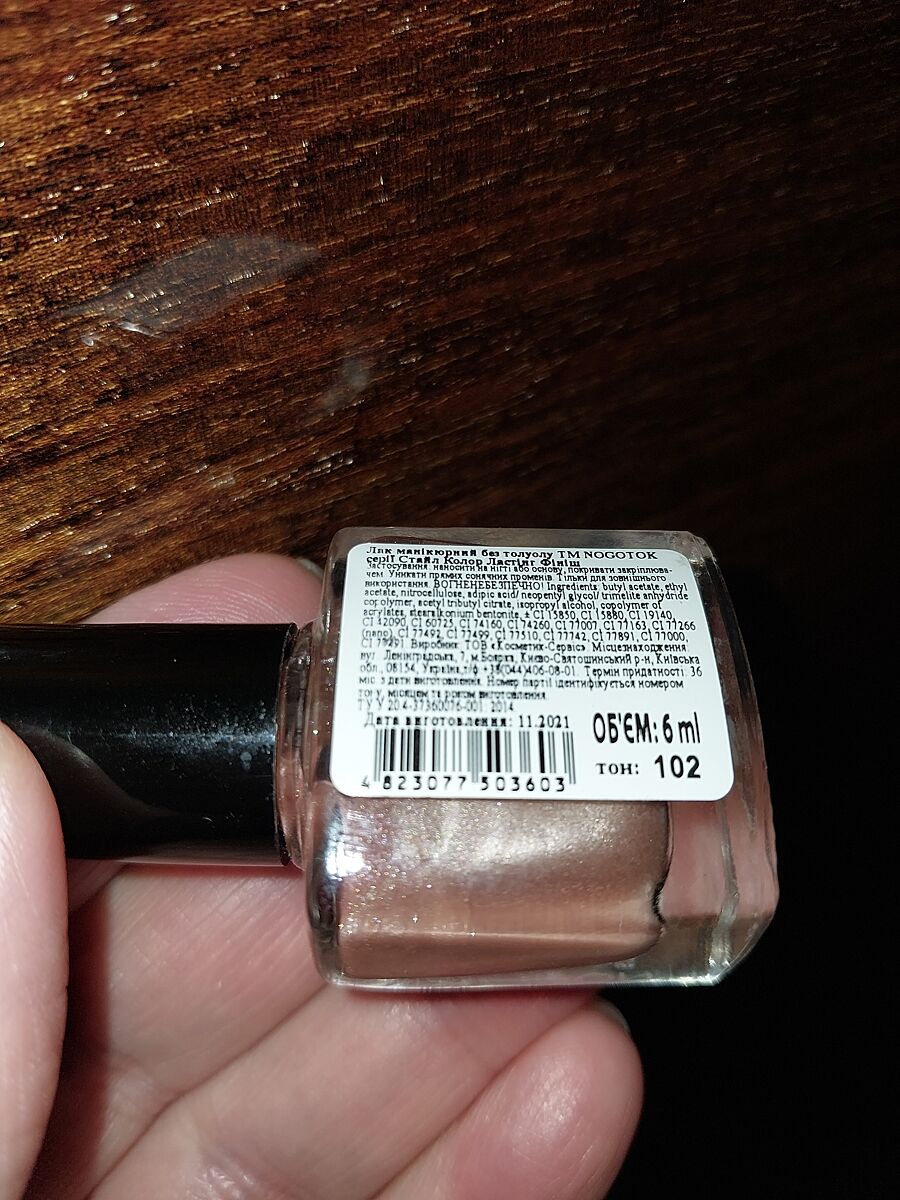 Лак манікюрний без толуолу ТМ NOGOTOK
серії Стайл Колор Ластінг Фініш
Застосування: наносити на нігті або основу, покривати закріплюва-
чем. Уникати прямих сонячних променів. Тільки для зовнішнього
використання. ВОГНЕНЕБЕЗПЕЧНО! Ingredients: butyl acetate, ethyl
acetate, nitrocellulose, adipic acid/ neopentyl glycol/ trimelite anhydride
copolymer, acetyl tributyl citrate, isopropyl alcohol, copolymer of
acrylates, stearalkonium bentonite, ± CI 15850, CI 15880, CI 19140,
CI 42090, CI 60725, CI 74160, CI 74260, CI 77007, CI 77163, CI 77266
(nano), CI 77492, CI 77499, CI 77510, CI 77742, CI 77891, CI 77000,
CI 77491. Виробник: ТОВ «Косметик-Сервіс». Місцезнаходження:
вул. Ленінградська, 7, м.Боярка, Києво-Святошинський р-н, Київська
обл., 08154, Україна,т/ф +38(044)406-08-01. Термін придатності: 36
міс. з дати виготовлення. Номер партії ідентифікується номером
тону, місяцем та роком виготовлення.
ТУ У 20.4-37360076-001: 2014
Дата виготовлення: 11.2021
ОБ'ЄМ: 6 ml
тон: 102
4 823077 503603